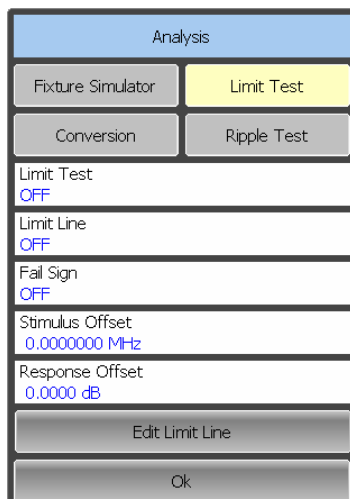 Analysis
Fixture Simulator
Limit Test
Conversion
Ripple Test
Limit Test
OFF
Limit Line
OFF
Fail Sign
OFF
Stimulus Offset
0.0000000 MHz
Response Offset
0.0000 dB
Edit Limit Line
Ok